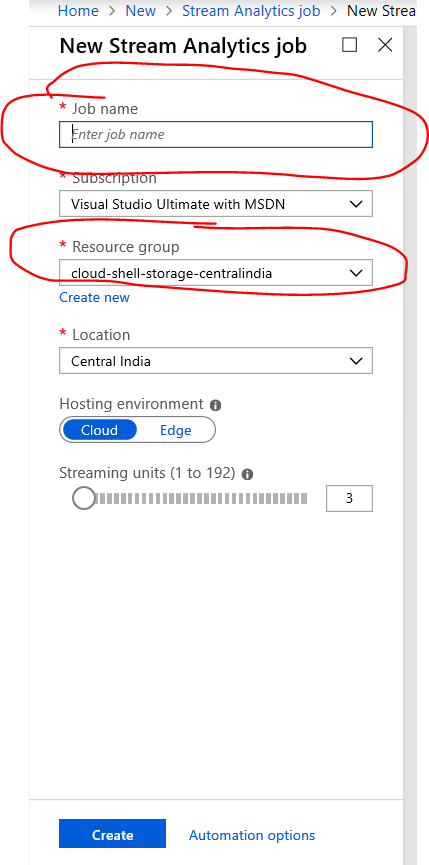 Home > New > Stream Analytics job > New Strea
New Stream Analytics job
* Job name
Enter job name
* Subscription
Visual Studio Ultimate with MSDN
* Resource group
cloud-shell-storage-centralindia
Create new
* Location
Central India
Hosting environment
Cloud Edge
Streaming units (1 to 192)
3
Create Automation options